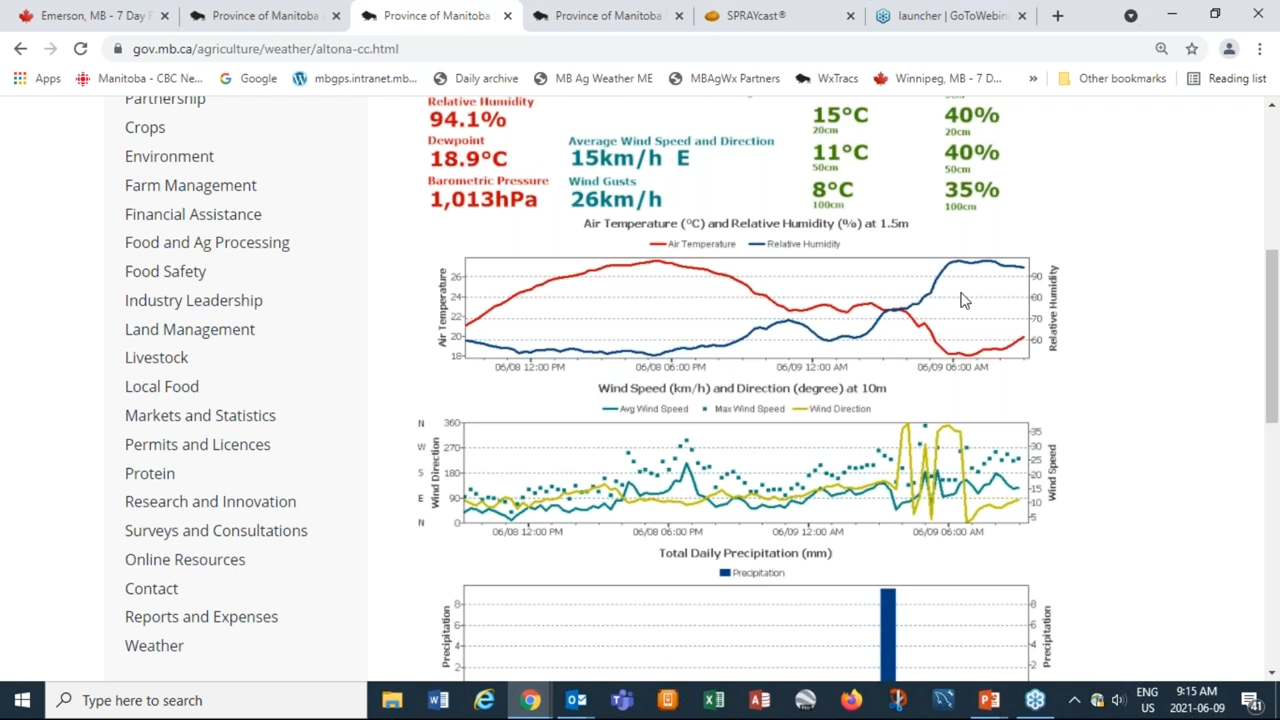 Emerson, MB - 7 Day F
Province of Manitoba
Province of Manitoba
Province of Manitoba
SPRAYcast®
launcher | GoToWebin
gov.mb.ca/agriculture/weather/altona-cc.html
Apps
Manitoba - CBC Ne...
Google
mbgps.intranet.mb...
Daily archive
MB Ag Weather ME
MBAgWx Partners
WxTracs
Winnipeg, MB - 7 D...
»
Other bookmarks
Reading list
Partnership
Crops
Environment
Farm Management
Financial Assistance
Food and Ag Processing
Food Safety
Industry Leadership
Land Management
Livestock
Local Food
Markets and Statistics
Permits and Licences
Protein
Research and Innovation
Surveys and Consultations
Online Resources
Contact
Reports and Expenses
Weather
Relative Humidity
94.1%
Dewpoint
18.9°C
Barometric Pressure
1,013hPa
Average Wind Speed and Direction
15km/h E
Wind Gusts
26km/h
15°C
20cm
11°C
50cm
8°C
100cm
40%
20cm
40%
50cm
35%
100cm
Air Temperature (°C) and Relative Humidity (%) at 1.5m
Air Temperature Relative Humidity
Air Temperature
26
24
22
20
18
90
80
70
60
Relative Humidity
06/08 12:00 PM 06/08 06:00 PM 06/09 12:00 AM 06/09 06:00 AM
Wind Speed (km/h) and Direction (degree) at 10m
Avg Wind Speed Max Wind Speed Wind Direction
Wind Direction
N 360
W 270
S 180
E 90
N 0
35
30
25
20
15
10
5
Wind Speed
06/08 12:00 PM 06/08 06:00 PM 06/09 12:00 AM 06/09 06:00 AM
Total Daily Precipitation (mm)
Precipitation
Precipitation
8
6
4
2
8
6
4
2
Precipitation
Type here to search
ENG
US
9:15 AM
2021-06-09
41